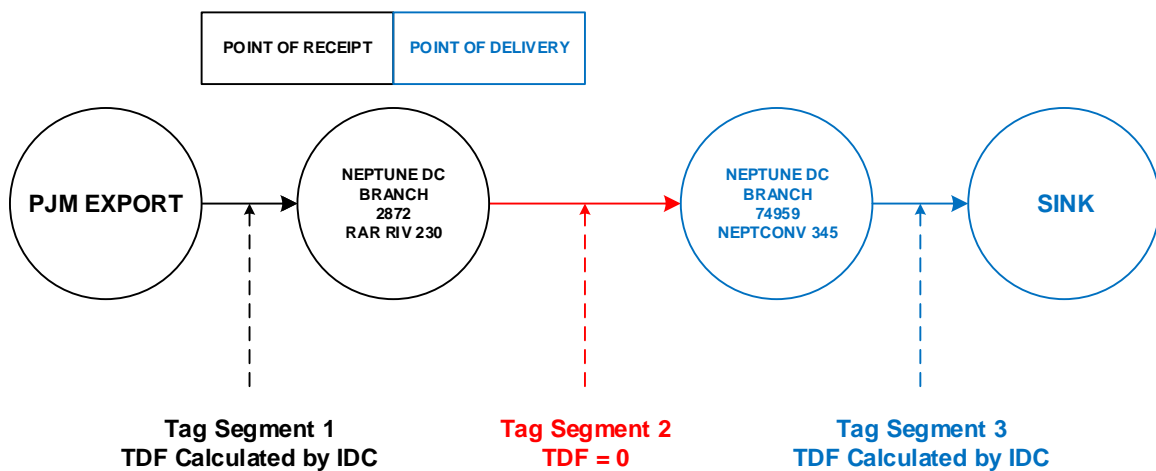 POINT OF RECEIPT
POINT OF DELIVERY
PJM EXPORT
NEPTUNE DC
BRANCH
2872
RAR RIV 230
NEPTUNE DC
BRANCH
74959
NEPTCONV 345
SINK
Tag Segment 1
TDF Calculated by IDC
Tag Segment 2
TDF = 0
Tag Segment 3
TDF Calculated by IDC